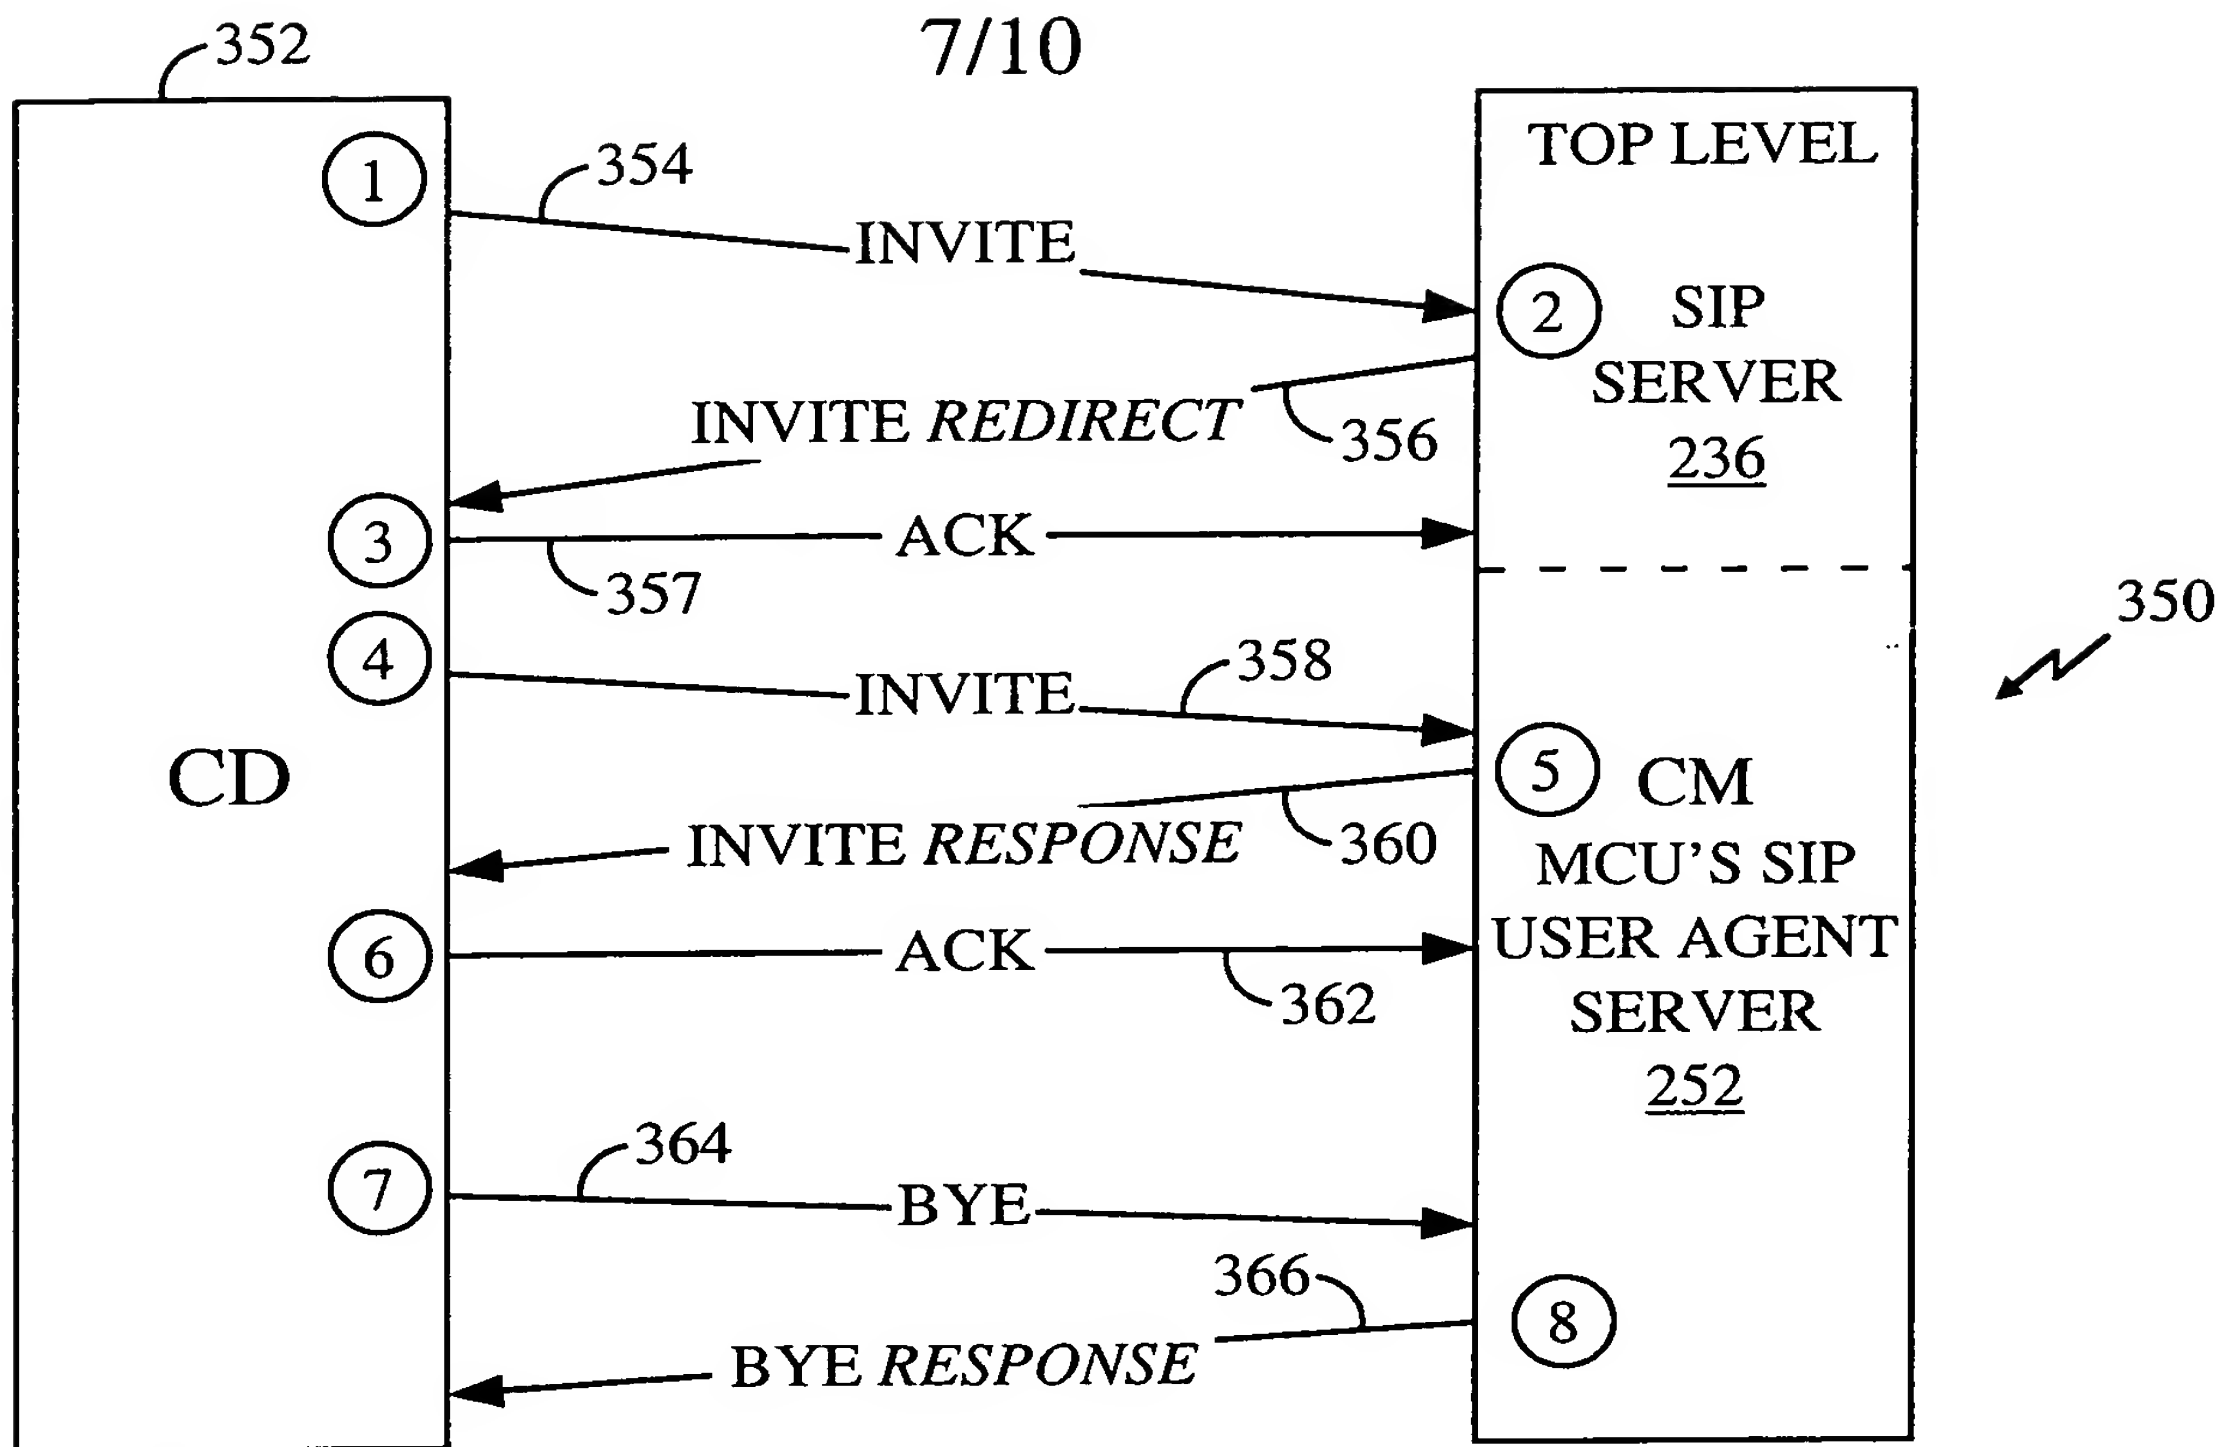 7/10
352
TOP LEVEL
1
354
INVITE
2
SIP
SERVER
236
INVITE REDIRECT
356
3
ACK
357
350
4
INVITE
358
CD
5
CM
MCU'S SIP
USER AGENT
SERVER
252
INVITE RESPONSE
360
6
ACK
362
7
364
BYE
366
8
BYE RESPONSE